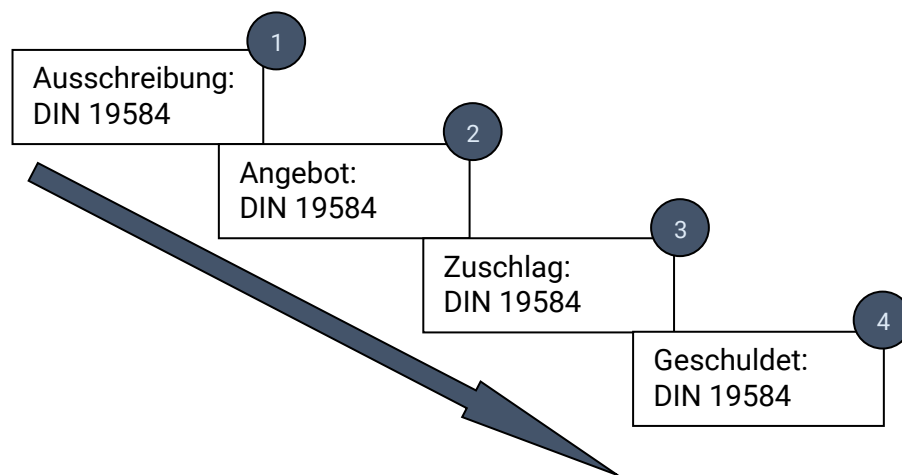 1
Ausschreibung:
DIN 19584
2
Angebot:
DIN 19584
3
Zuschlag:
DIN 19584
4
Geschuldet:
DIN 19584